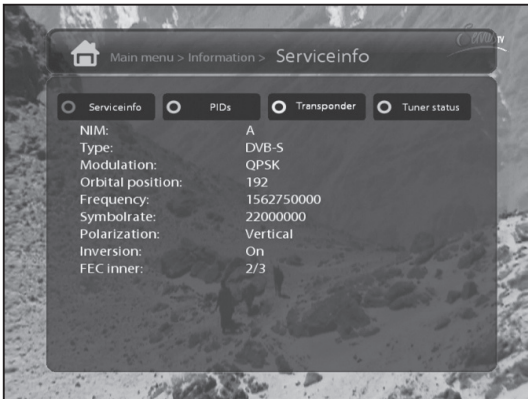 Main menu > Information > Serviceinfo
Serviceinfo PIDs Transponder Tuner status
NIM: A
Type: DVB-S
Modulation: QPSK
Orbital position: 192
Frequency: 1562750000
Symbolrate: 22000000
Polarization: Vertical
Inversion: On
FEC inner: 2/3